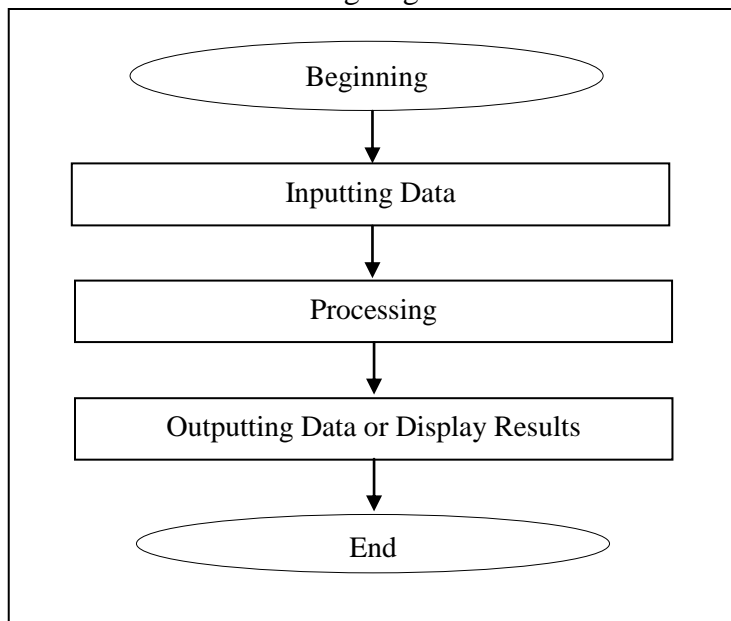 Beginning
Inputting Data
Processing
Outputting Data or Display Results
End